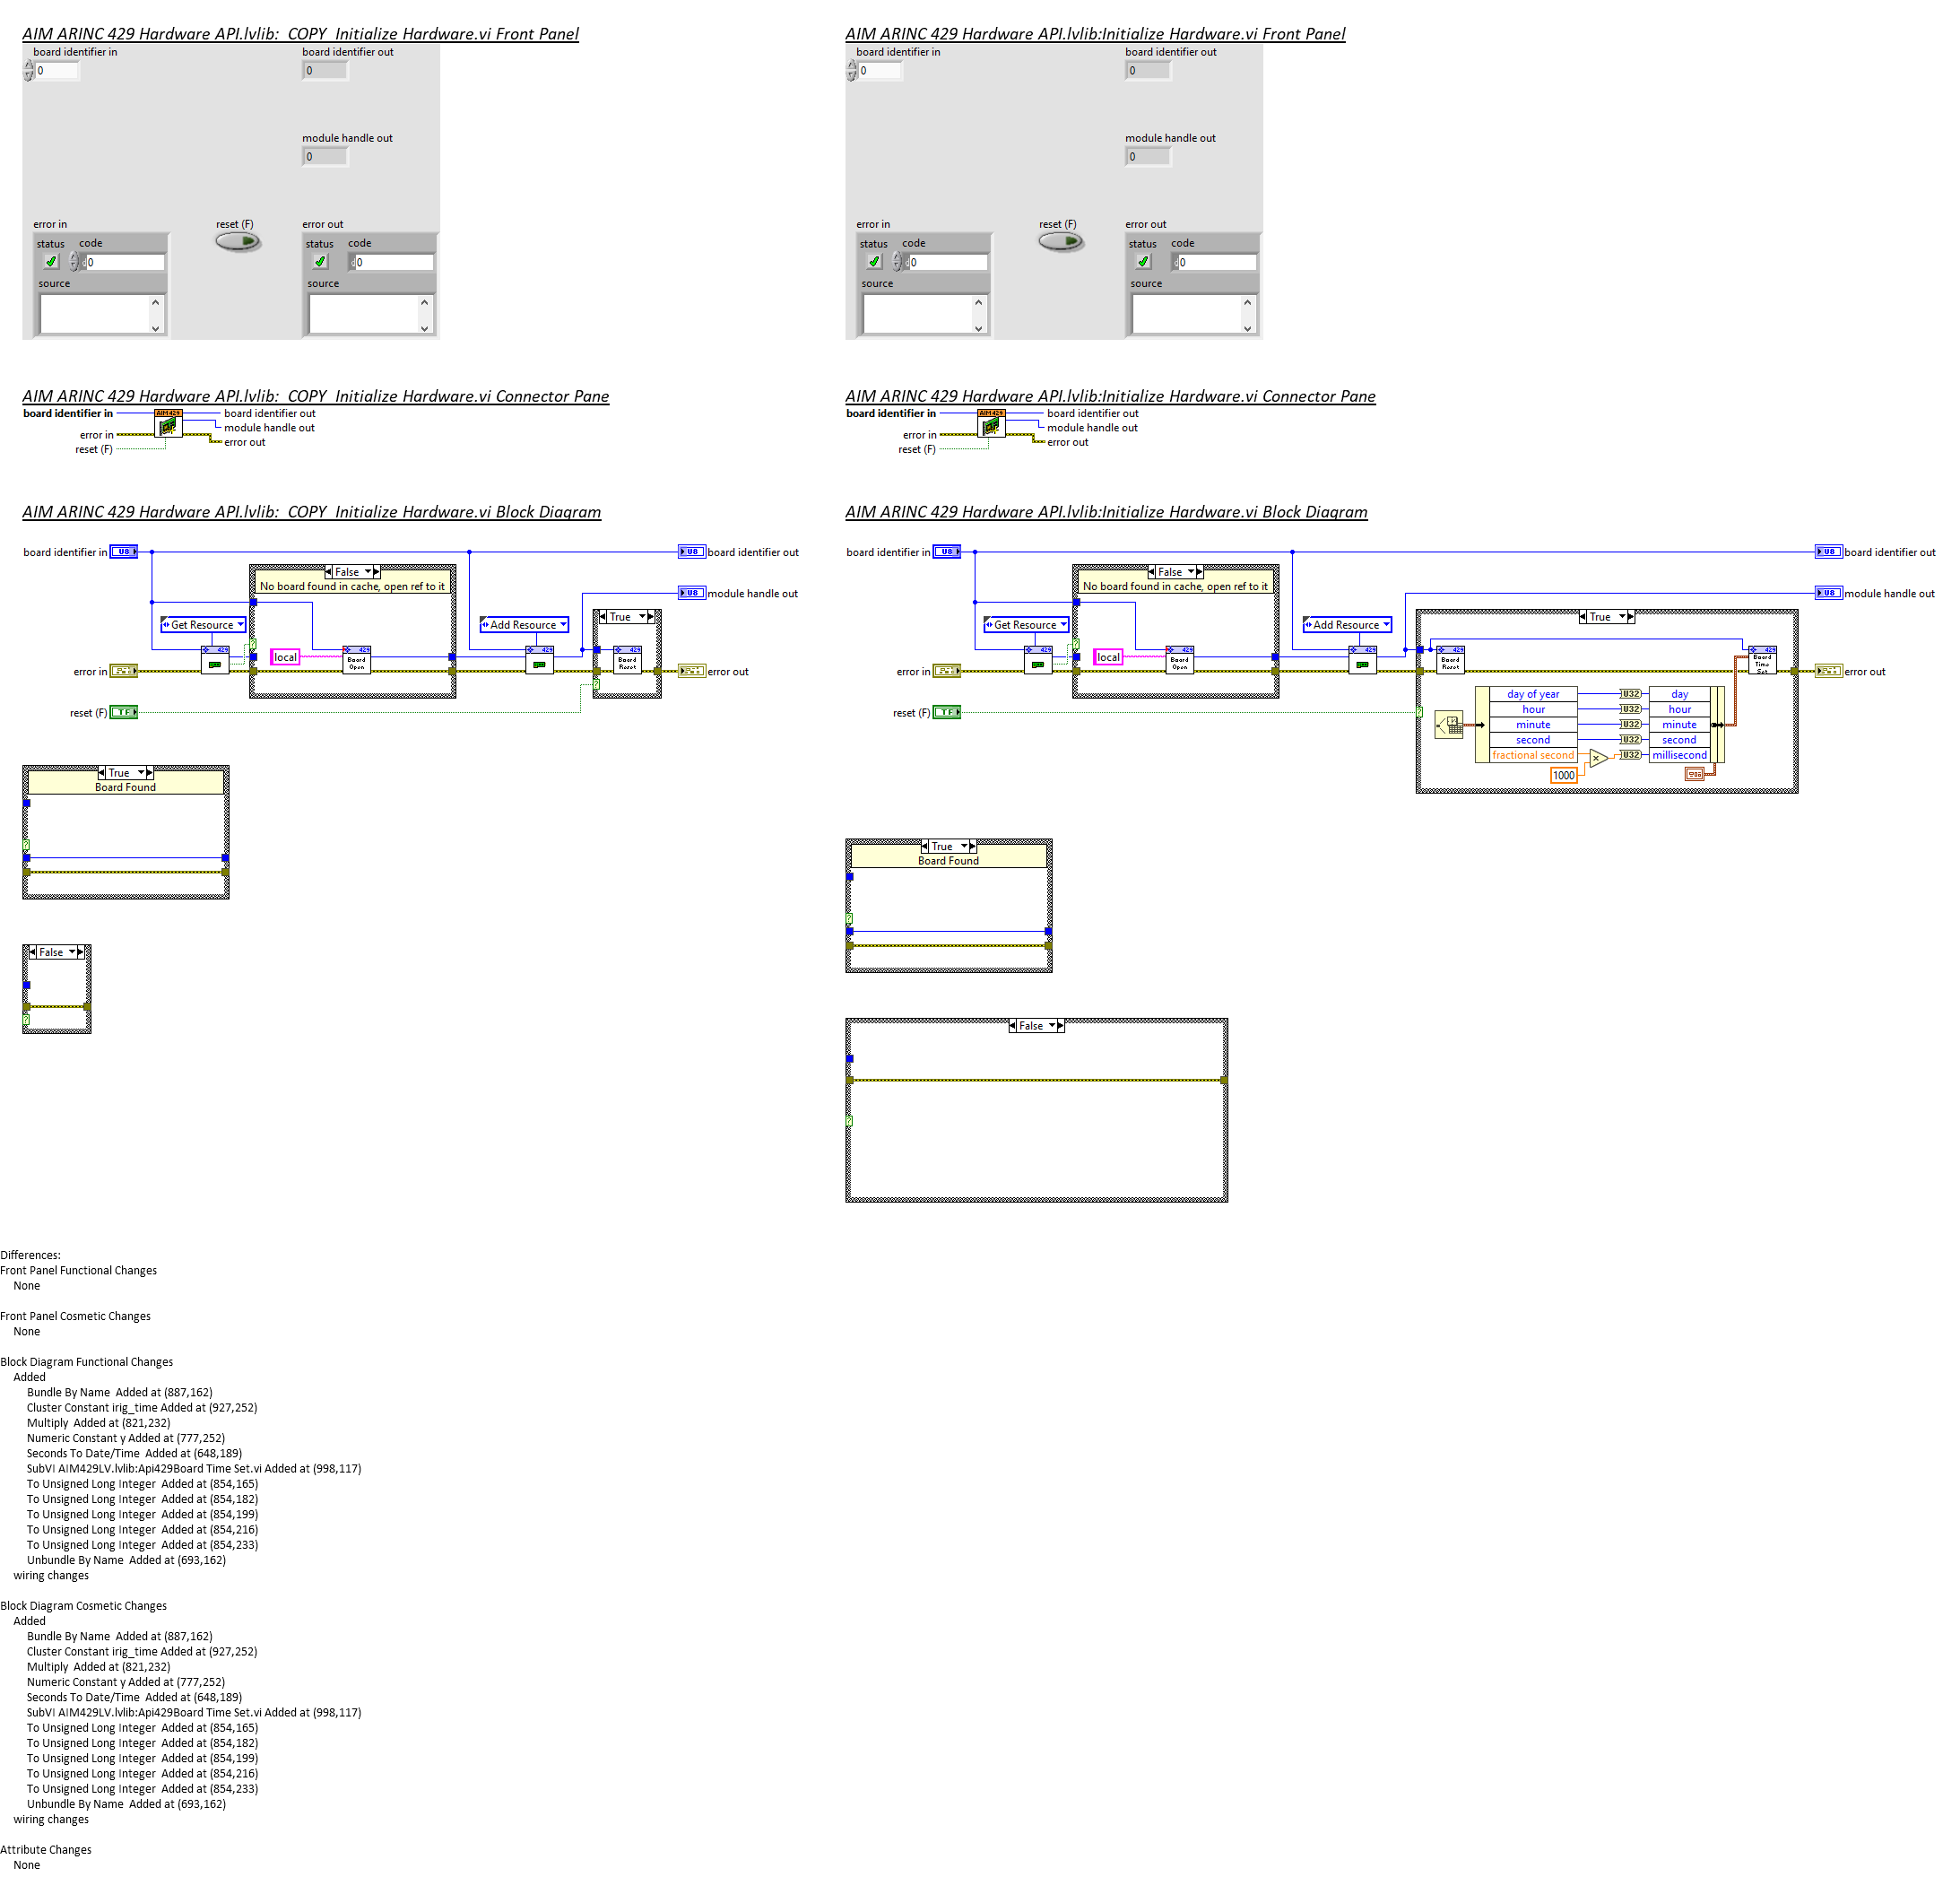 AIM ARINC 429 Hardware API.lvlib:  COPY  Initialize Hardware.vi Front Panel
board identifier in
0
board identifier out
0
module handle out
0
error in
status
code
0
source
reset (F)
error out
status
code
0
source
AIM ARINC 429 Hardware API.lvlib:Initialize Hardware.vi Front Panel
board identifier in
0
board identifier out
0
module handle out
0
error in
status
code
0
source
reset (F)
error out
status
code
0
source
AIM ARINC 429 Hardware API.lvlib:  COPY  Initialize Hardware.vi Connector Pane
board identifier in
error in
reset (F)
AIM 429
board identifier out
module handle out
error out
AIM ARINC 429 Hardware API.lvlib:Initialize Hardware.vi Connector Pane
board identifier in
error in
reset (F)
AIM 429
board identifier out
module handle out
error out
AIM ARINC 429 Hardware API.lvlib:  COPY  Initialize Hardware.vi Block Diagram
board identifier in
U8
U8
board identifier out
False
No board found in cache, open ref to it
U8
module handle out
Get Resource
Add Resource
True
429
local
429
Board
Open
429
429
Board
Reset
error in
error out
reset (F)
TF
True
Board Found
False
AIM ARINC 429 Hardware API.lvlib:Initialize Hardware.vi Block Diagram
board identifier in
U8
U8
board identifier out
False
No board found in cache, open ref to it
U8
module handle out
Get Resource
Add Resource
True
429
local
429
Board
Open
429
429
Board
Reset
429
Board
Time
Set
error in
error out
reset (F)
TF
day of year
U32
day
hour
U32
hour
minute
U32
minute
second
U32
second
fractional second
U32
millisecond
1000
True
Board Found
False
Differences:
Front Panel Functional Changes
None
Front Panel Cosmetic Changes
None
Block Diagram Functional Changes
Added
Bundle By Name  Added at (887,162)
Cluster Constant irig_time Added at (927,252)
Multiply  Added at (821,232)
Numeric Constant y Added at (777,252)
Seconds To Date/Time  Added at (648,189)
SubVI AIM429LV.lvlib:Api429Board Time Set.vi Added at (998,117)
To Unsigned Long Integer  Added at (854,165)
To Unsigned Long Integer  Added at (854,182)
To Unsigned Long Integer  Added at (854,199)
To Unsigned Long Integer  Added at (854,216)
To Unsigned Long Integer  Added at (854,233)
Unbundle By Name  Added at (693,162)
wiring changes
Block Diagram Cosmetic Changes
Added
Bundle By Name  Added at (887,162)
Cluster Constant irig_time Added at (927,252)
Multiply  Added at (821,232)
Numeric Constant y Added at (777,252)
Seconds To Date/Time  Added at (648,189)
SubVI AIM429LV.lvlib:Api429Board Time Set.vi Added at (998,117)
To Unsigned Long Integer  Added at (854,165)
To Unsigned Long Integer  Added at (854,182)
To Unsigned Long Integer  Added at (854,199)
To Unsigned Long Integer  Added at (854,216)
To Unsigned Long Integer  Added at (854,233)
Unbundle By Name  Added at (693,162)
wiring changes
Attribute Changes
None